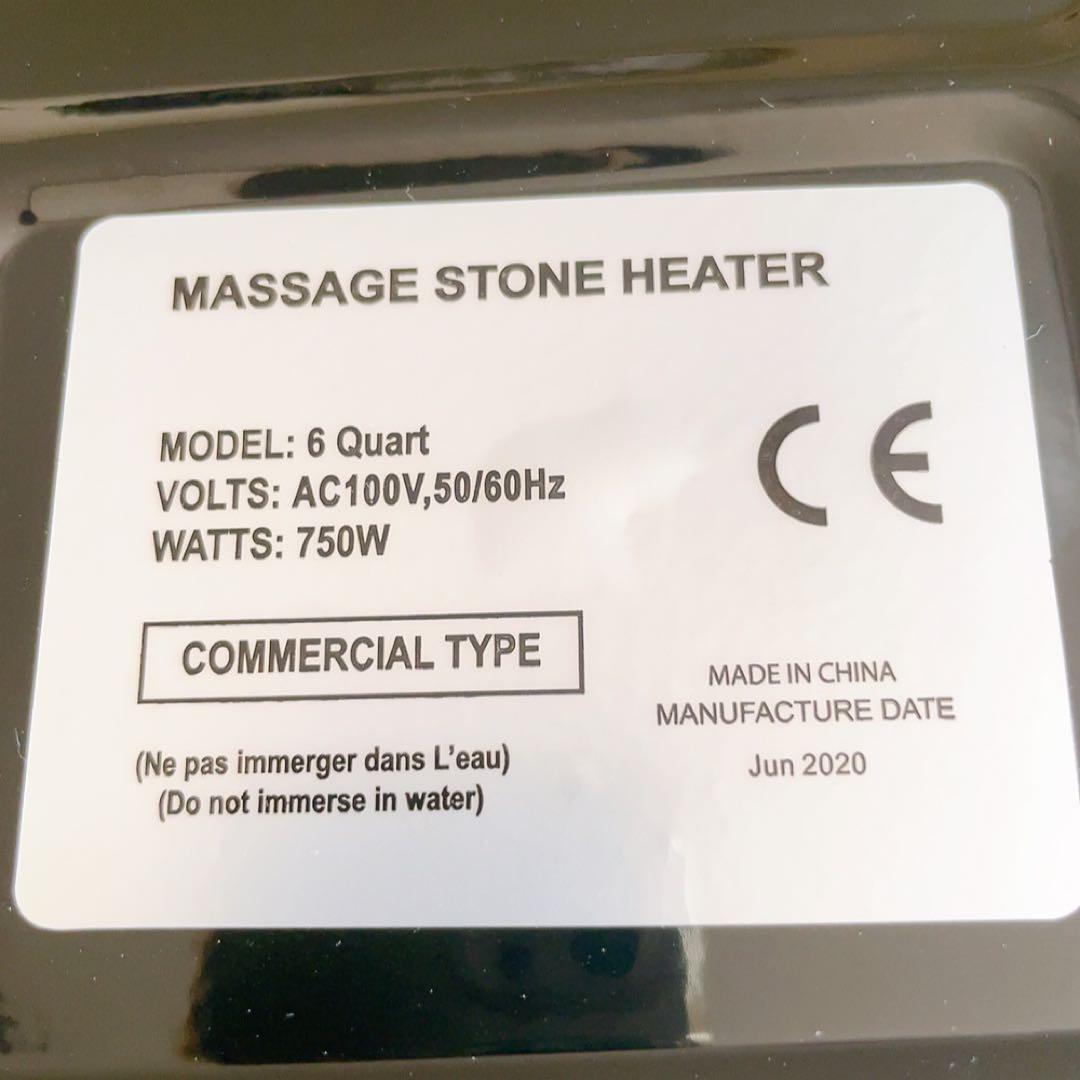 MASSAGE STONE HEATER
MODEL: 6 Quart
VOLTS: AC100V,50/60Hz
WATTS: 750W
CE
COMMERCIAL TYPE
MADE IN CHINA
MANUFACTURE DATE
Jun 2020
(Ne pas immerger dans L'eau)
(Do not immerse in water)